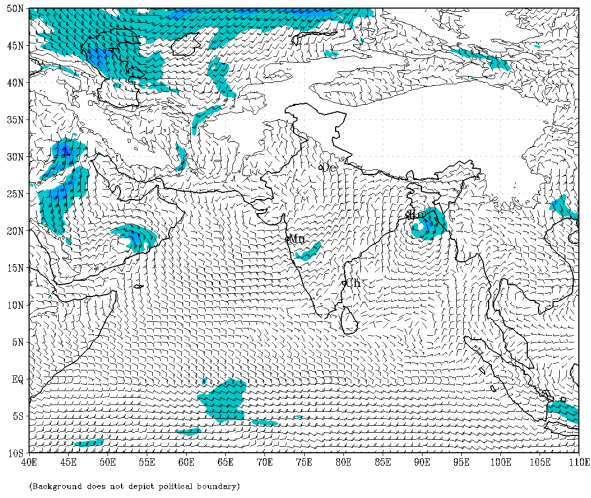 50N
45N
40N
35N
30N
25N
20N
15N
10N
5N
EQ
5S
10S
De
Mu
Ch
40E 45E 50E 55E 60E 65E 70E 75E 80E 85E 90E 95E 100E 105E 110E
(Background does not depict political boundary)